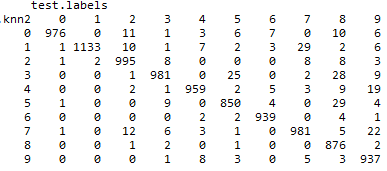 test.labels
.knn2 0 1 2 3 4 5 6 7 8 9
0 976 0 11 1 3 6 7 0 10 6
1 1 1133 10 1 7 2 3 29 2 6
2 1 2 995 8 0 0 0 8 8 3
3 0 0 1 981 0 25 0 2 28 9
4 0 0 2 1 959 2 5 3 9 19
5 1 0 0 9 0 850 4 0 29 4
6 0 0 0 0 2 2 939 0 4 1
7 1 0 12 6 3 1 0 981 5 22
8 0 0 1 2 0 1 0 0 876 2
9 0 0 0 1 8 3 0 5 3 937